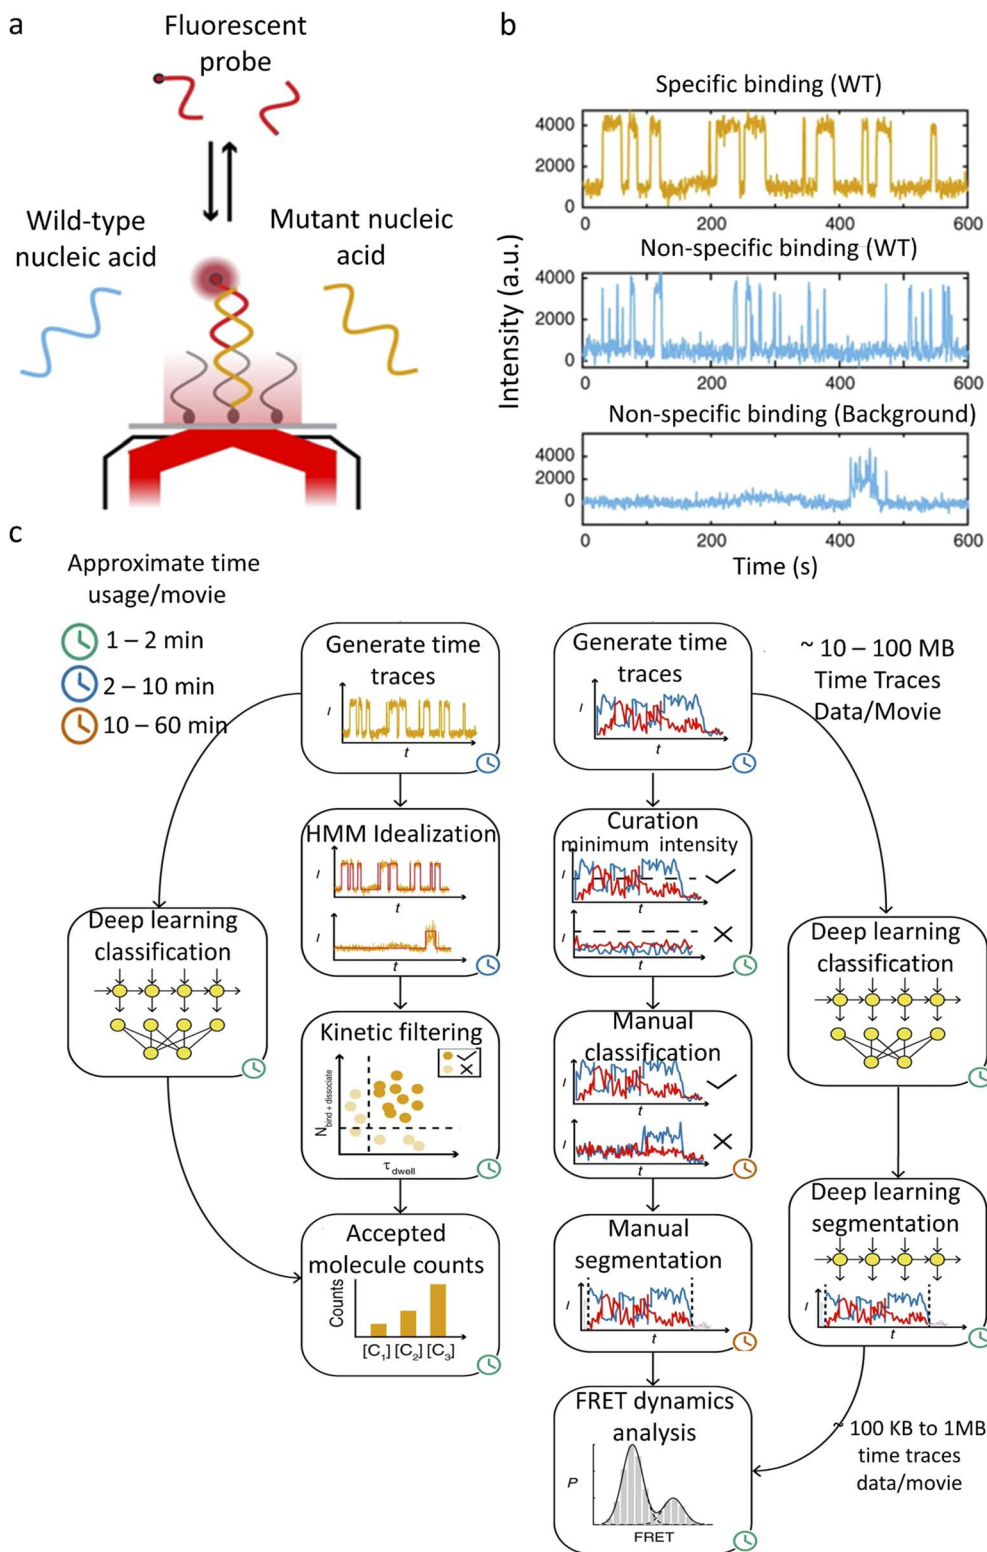 a
Fluorescent
probe
Wild-type
nucleic acid
Mutant nucleic
acid
b
Specific binding (WT)
4000
2000
0
0 200 400 600
Non-specific binding (WT)
4000
2000
0
0 200 400 600
Non-specific binding (Background)
4000
2000
0
0 200 400 600
Intensity (a.u.)
Time (s)
c
Approximate time
usage/movie
1 – 2 min
2 – 10 min
10 – 60 min
Generate time
traces
I
t
HMM Idealization
I
t
I
t
Kinetic filtering
N bind + dissociate
τ dwell
Accepted
molecule counts
Counts
[C1] [C2] [C3]
Deep learning
classification
Generate time
traces
I
t
~ 10 – 100 MB
Time Traces
Data/Movie
Curation
minimum intensity
I
t
I
t
Manual
classification
I
t
I
t
Manual
segmentation
I
t
FRET dynamics
analysis
P
FRET
Deep learning
classification
Deep learning
segmentation
I
t
~ 100 KB to 1MB
time traces
data/movie